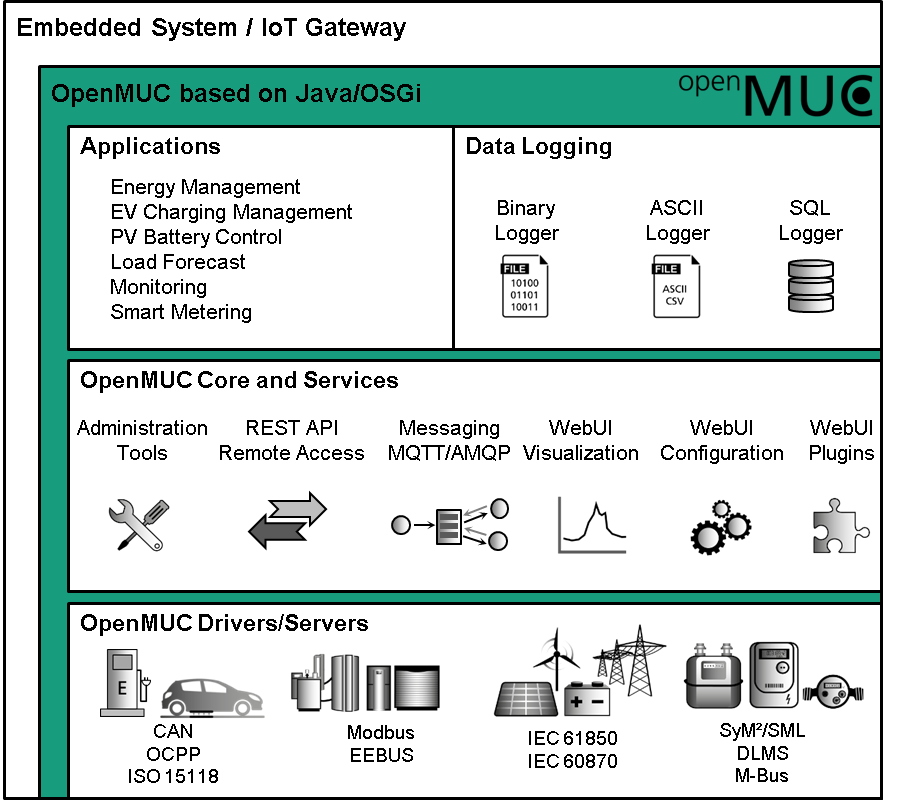 Embedded System / IoT Gateway
OpenMUC based on Java/OSGi
open MUC
Applications
Energy Management
EV Charging Management
PV Battery Control
Load Forecast
Monitoring
Smart Metering
Data Logging
Binary
Logger
FILE
10100
01101
10011
ASCII
Logger
FILE
ASCII
CSV
SQL
Logger
OpenMUC Core and Services
Administration
Tools
REST API
Remote Access
Messaging
MQTT/AMQP
WebUI
Visualization
WebUI
Configuration
WebUI
Plugins
OpenMUC Drivers/Servers
E
CAN
OCPP
ISO 15118
Modbus
EEBUS
IEC 61850
IEC 60870
SyM²/SML
DLMS
M-Bus